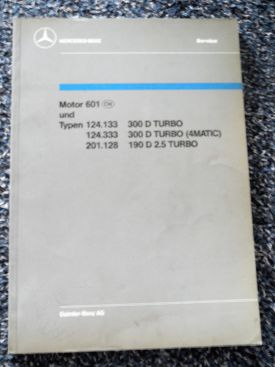 MERCEDES-BENZ Service
Motor 601 CH
und
Typen 124.133 300 D TURBO
124.333 300 D TURBO (4MATIC)
201.128 190 D 2.5 TURBO
Daimler-Benz AG